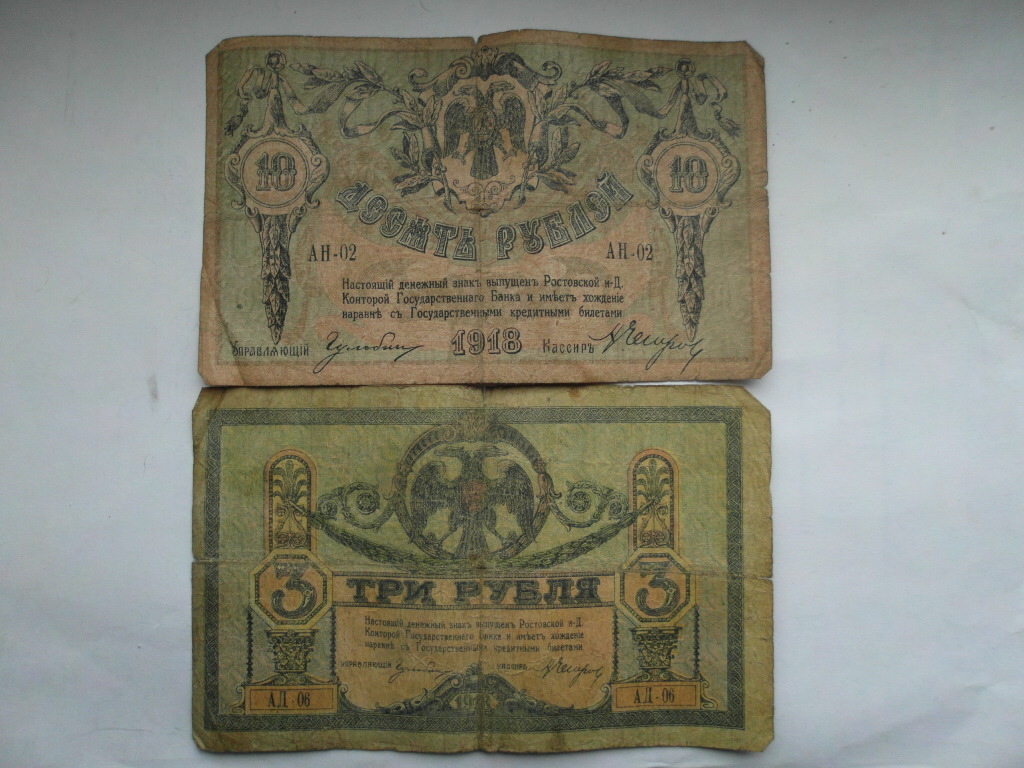 10 10
ДЕСЯТЬ РУБЛЕЙ
АН-02 АН-02
Настоящій денежный знакъ выпущенъ Ростовской н-Д.
Конторой Государственнаго Банка и имѣетъ хожденіе
наравнѣ съ Государственными кредитными билетами
Управляющій 1918 Кассиръ
3 ТРИ РУБЛЯ 3
Настоящій денежный знакъ выпущенъ Ростовской н-Д.
Конторой Государственнаго Банка и имѣетъ хожденіе
наравнѣ съ Государственными кредитными билетами
УПРАВЛЯЮЩІЙ КАССИРЪ
АД-06 1918 АД-06